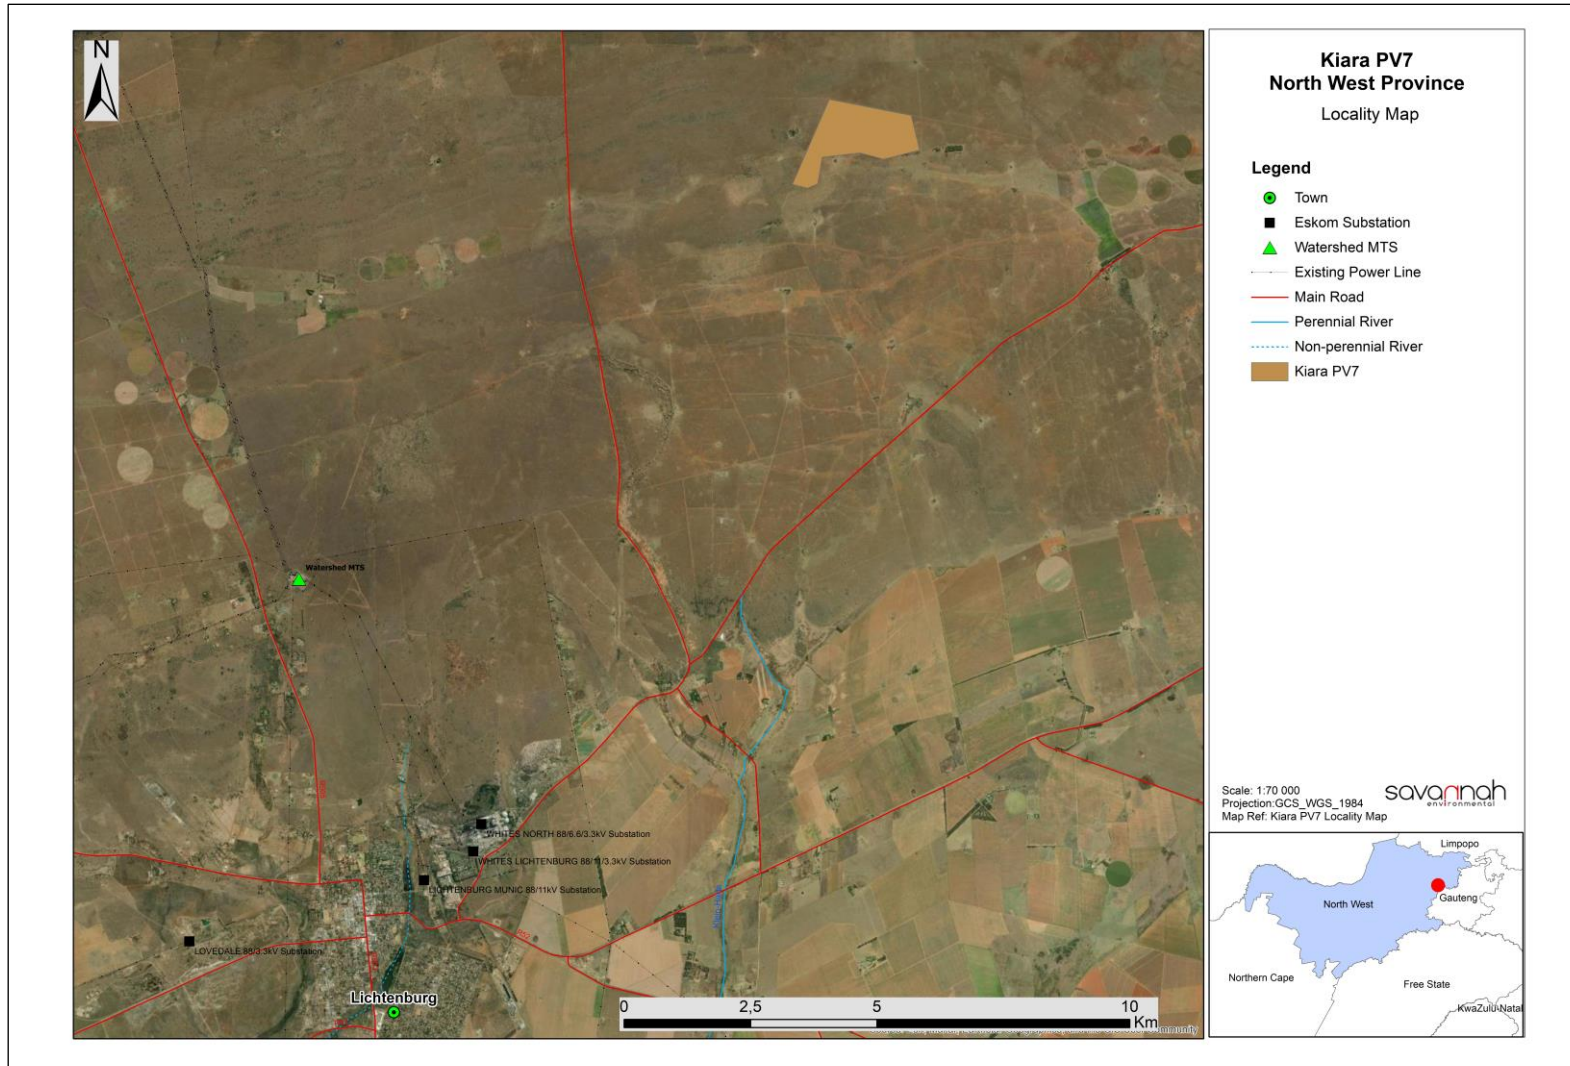 N
Watershed MTS
WHITES NORTH 88/6.6/3.3kV Substation
WHITES LICHTENBURG 88/11/3.3kV Substation
LICHTENBURG MUNIC 88/11kV Substation
LOVEDALE 88/3.3kV Substation
Lichtenburg
0 2,5 5 10
Km
Kiara PV7
North West Province
Locality Map
Legend
Town
Eskom Substation
Watershed MTS
Existing Power Line
Main Road
Perennial River
Non-perennial River
Kiara PV7
Scale: 1:70 000
Projection:GCS_WGS_1984
Map Ref: Kiara PV7 Locality Map
savannah
environmental
Limpopo
North West
Gauteng
Northern Cape
Free State
KwaZulu-Natal